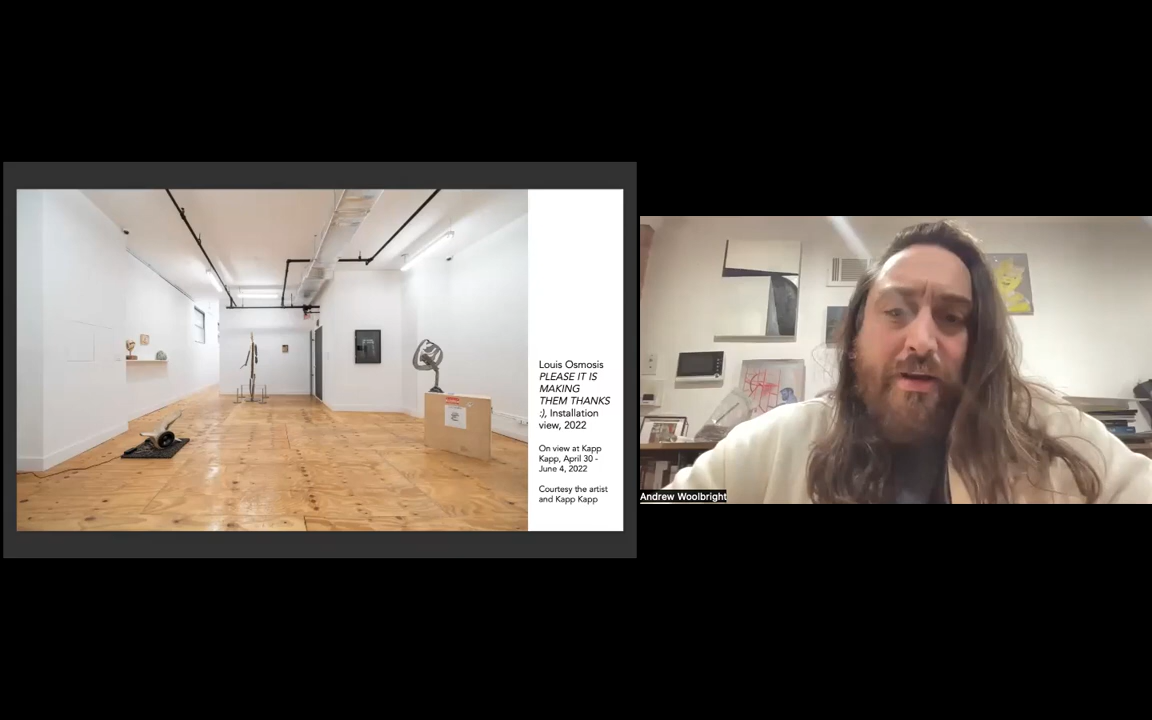 Louis Osmosis
PLEASE IT IS
MAKING
THEM THANKS
:), Installation
view, 2022
On view at Kapp
Kapp, April 30 -
June 4, 2022
Courtesy the artist
and Kapp Kapp
Andrew Woolbright